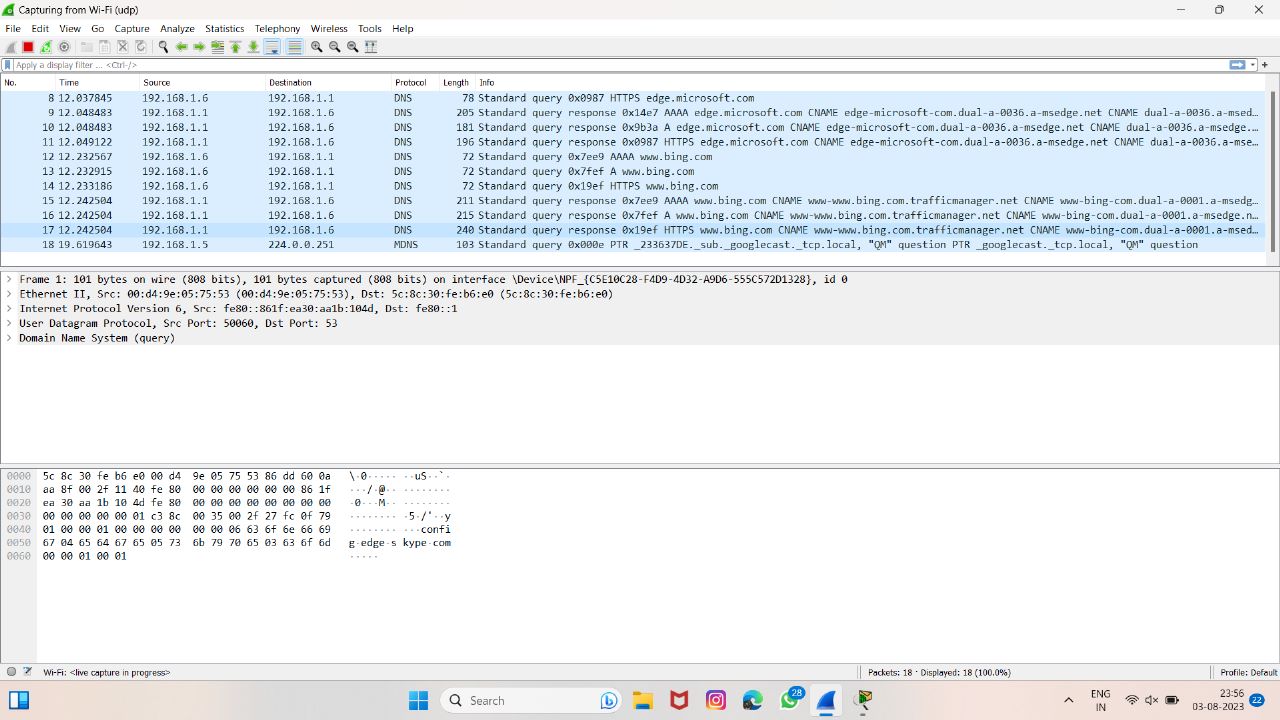 Capturing from Wi-Fi (udp)
File Edit View Go Capture Analyze Statistics Telephony Wireless Tools Help
Apply a display filter ... <Ctrl-/>
No. Time Source Destination Protocol Length Info
8 12.037845 192.168.1.6 192.168.1.1 DNS 78 Standard query 0x0987 HTTPS edge.microsoft.com
9 12.048483 192.168.1.1 192.168.1.6 DNS 205 Standard query response 0x14e7 AAAA edge.microsoft.com CNAME edge-microsoft-com.dual-a-0036.a-msedge.net CNAME dual-a-0036.a-msed…
10 12.048483 192.168.1.1 192.168.1.6 DNS 181 Standard query response 0x9b3a A edge.microsoft.com CNAME edge-microsoft-com.dual-a-0036.a-msedge.net CNAME dual-a-0036.a-msedge.…
11 12.049122 192.168.1.1 192.168.1.6 DNS 196 Standard query response 0x0987 HTTPS edge.microsoft.com CNAME edge-microsoft-com.dual-a-0036.a-msedge.net CNAME dual-a-0036.a-mse…
12 12.232567 192.168.1.6 192.168.1.1 DNS 72 Standard query 0x7ee9 AAAA www.bing.com
13 12.232915 192.168.1.6 192.168.1.1 DNS 72 Standard query 0x7fef A www.bing.com
14 12.233186 192.168.1.6 192.168.1.1 DNS 72 Standard query 0x19ef HTTPS www.bing.com
15 12.242504 192.168.1.1 192.168.1.6 DNS 211 Standard query response 0x7ee9 AAAA www.bing.com CNAME www-www.bing.com.trafficmanager.net CNAME www-bing-com.dual-a-0001.a-msedg…
16 12.242504 192.168.1.1 192.168.1.6 DNS 215 Standard query response 0x7fef A www.bing.com CNAME www-www.bing.com.trafficmanager.net CNAME www-bing-com.dual-a-0001.a-msedge.n…
17 12.242504 192.168.1.1 192.168.1.6 DNS 240 Standard query response 0x19ef HTTPS www.bing.com CNAME www-www.bing.com.trafficmanager.net CNAME www-bing-com.dual-a-0001.a-msed…
18 19.619643 192.168.1.5 224.0.0.251 MDNS 103 Standard query 0x000e PTR _233637DE._sub._googlecast._tcp.local, "QM" question PTR _googlecast._tcp.local, "QM" question
Frame 1: 101 bytes on wire (808 bits), 101 bytes captured (808 bits) on interface \Device\NPF_{C5E10C28-F4D9-4D32-A9D6-555C572D1328}, id 0
Ethernet II, Src: 00:d4:9e:05:75:53 (00:d4:9e:05:75:53), Dst: 5c:8c:30:fe:b6:e0 (5c:8c:30:fe:b6:e0)
Internet Protocol Version 6, Src: fe80::861f:ea30:aa1b:104d, Dst: fe80::1
User Datagram Protocol, Src Port: 50060, Dst Port: 53
Domain Name System (query)
0000 5c 8c 30 fe b6 e0 00 d4 9e 05 75 53 86 dd 60 0a \·0····· ··uS··`·
0010 aa 8f 00 2f 11 40 fe 80 00 00 00 00 00 00 86 1f ···/·@·· ········
0020 ea 30 aa 1b 10 4d fe 80 00 00 00 00 00 00 00 00 ·0···M·· ········
0030 00 00 00 00 00 01 c3 8c 00 35 00 2f 27 fc 0f 79 ········ ·5·/'··y
0040 01 00 00 01 00 00 00 00 00 00 06 63 6f 6e 66 69 ········ ···confi
0050 67 04 65 64 67 65 05 73 6b 79 70 65 03 63 6f 6d g·edge·s kype·com
0060 00 00 01 00 01 ·····
Wi-Fi: <live capture in progress> Packets: 18 · Displayed: 18 (100.0%) Profile: Default
Search 28 ENG IN 23:56 03-08-2023 22